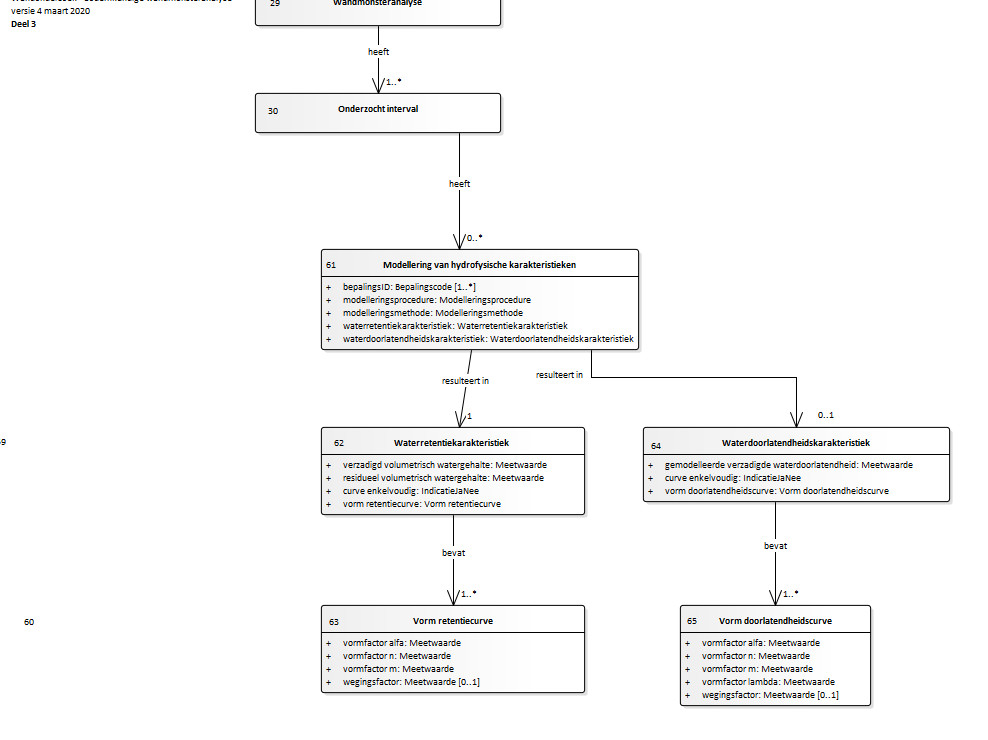 versie 4 maart 2020
Deel 3
29 Wandmonsteranalyse
heeft
1..*
30 Onderzocht interval
heeft
0..*
61 Modellering van hydrofysische karakteristieken
+ bepalingsID: Bepalingscode [1..*]
+ modelleringsprocedure: Modelleringsprocedure
+ modelleringsmethode: Modelleringsmethode
+ waterretentiekarakteristiek: Waterretentiekarakteristiek
+ waterdoorlatendheidskarakteristiek: Waterdoorlatendheidskarakteristiek
resulteert in
1
resulteert in
0..1
9
62 Waterretentiekarakteristiek
+ verzadigd volumetrisch watergehalte: Meetwaarde
+ residueel volumetrisch watergehalte: Meetwaarde
+ curve enkelvoudig: IndicatieJaNee
+ vorm retentiecurve: Vorm retentiecurve
64 Waterdoorlatendheidskarakteristiek
+ gemodelleerde verzadigde waterdoorlatendheid: Meetwaarde
+ curve enkelvoudig: IndicatieJaNee
+ vorm doorlatendheidscurve: Vorm doorlatendheidscurve
bevat
1..*
bevat
1..*
60
63 Vorm retentiecurve
+ vormfactor alfa: Meetwaarde
+ vormfactor n: Meetwaarde
+ vormfactor m: Meetwaarde
+ wegingsfactor: Meetwaarde [0..1]
65 Vorm doorlatendheidscurve
+ vormfactor alfa: Meetwaarde
+ vormfactor n: Meetwaarde
+ vormfactor m: Meetwaarde
+ vormfactor lambda: Meetwaarde
+ wegingsfactor: Meetwaarde [0..1]